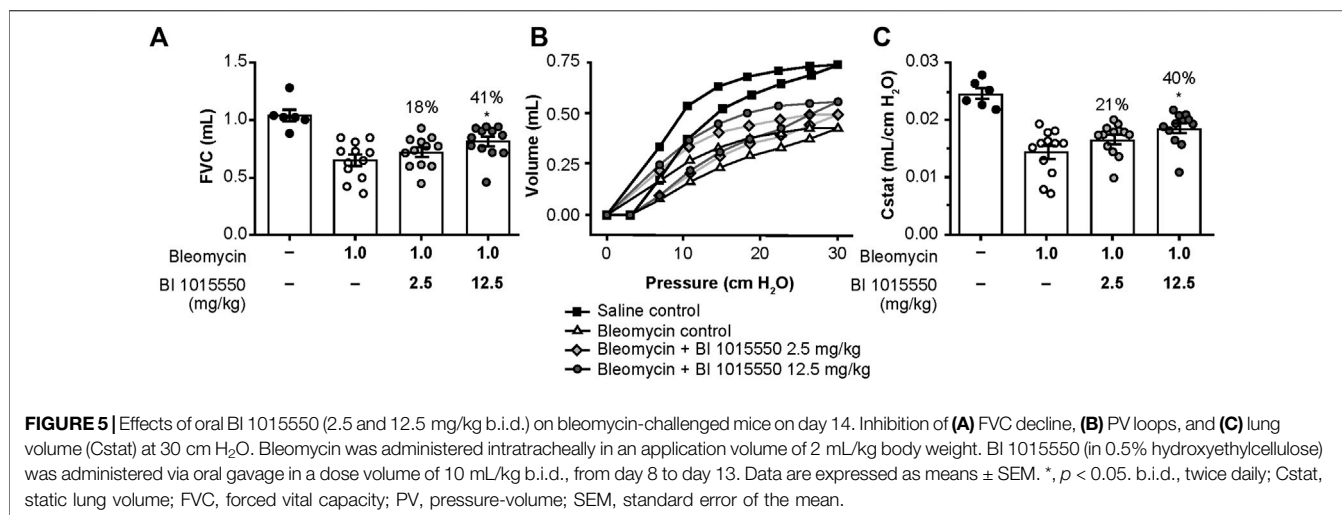 A
B
C
1.5
1.0
0.5
0.0
FVC (mL)
18%
41%
*
Bleomycin – 1.0 1.0 1.0
BI 1015550 – – 2.5 12.5
(mg/kg)
0.75
0.50
0.25
0.00
Volume (mL)
0 10 20 30
Pressure (cm H₂O)
Saline control
Bleomycin control
Bleomycin + BI 1015550 2.5 mg/kg
Bleomycin + BI 1015550 12.5 mg/kg
0.03
0.02
0.01
0.00
Cstat (mL/cm H₂O)
21%
40%
*
Bleomycin – 1.0 1.0 1.0
BI 1015550 – – 2.5 12.5
(mg/kg)
FIGURE 5 | Effects of oral BI 1015550 (2.5 and 12.5 mg/kg b.i.d.) on bleomycin-challenged mice on day 14. Inhibition of (A) FVC decline, (B) PV loops, and (C) lung
volume (Cstat) at 30 cm H₂O. Bleomycin was administered intratracheally in an application volume of 2 mL/kg body weight. BI 1015550 (in 0.5% hydroxyethylcellulose)
was administered via oral gavage in a dose volume of 10 mL/kg b.i.d., from day 8 to day 13. Data are expressed as means ± SEM. *, p < 0.05. b.i.d., twice daily; Cstat,
static lung volume; FVC, forced vital capacity; PV, pressure-volume; SEM, standard error of the mean.